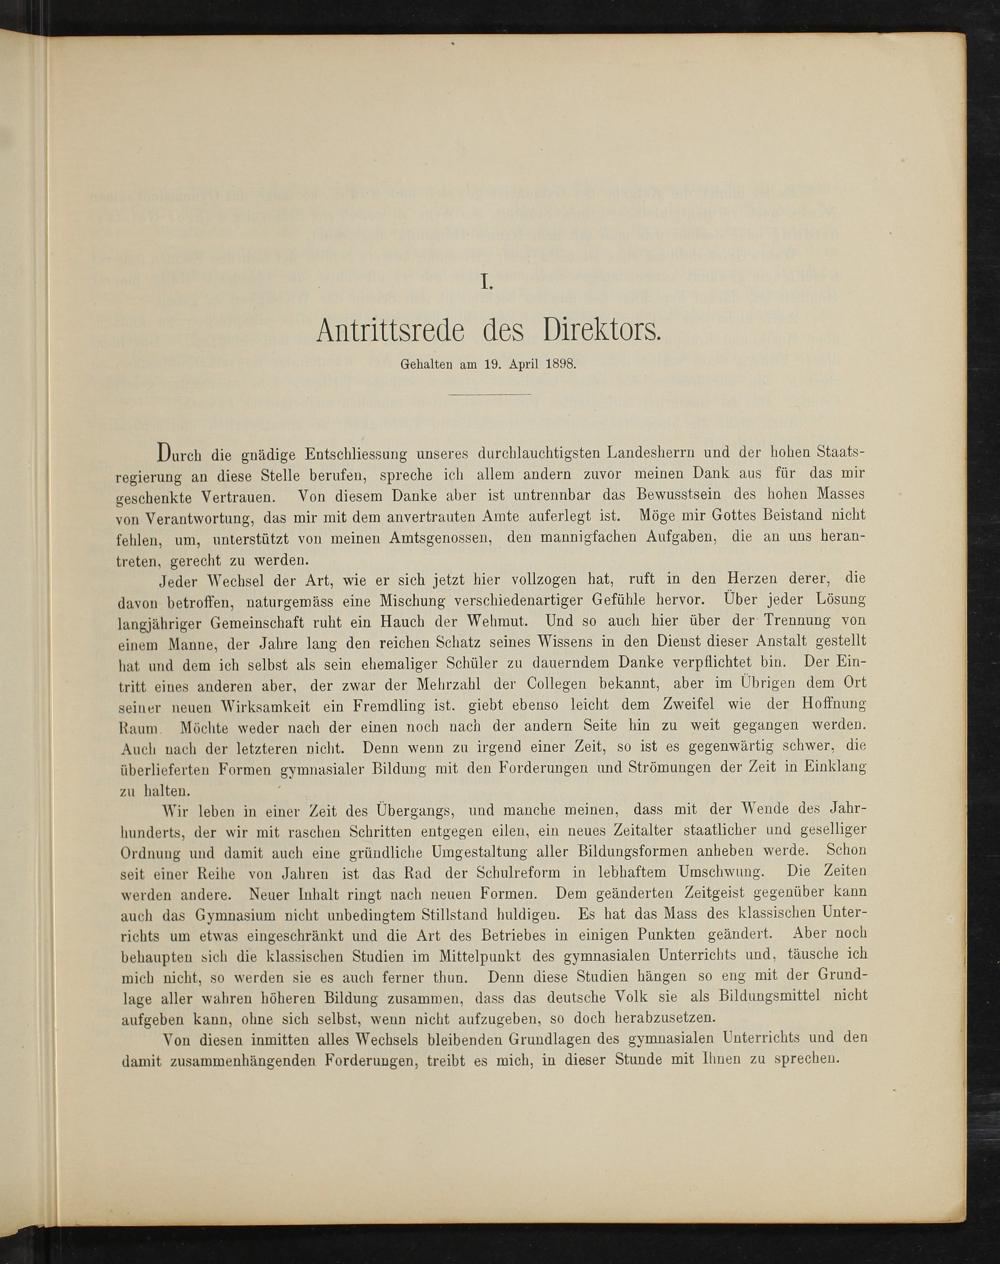 I.
Antrittsrede des Direktors.
Gehalten am 19. April 1898.
Durch die gnädige Entschliessung unseres durchlauchtigsten Landesherrn und der hohen Staats-
regierung an diese Stelle berufen, spreche ich allem andern zuvor meinen Dank aus für das mir
geschenkte Vertrauen. Von diesem Danke aber ist untrennbar das Bewusstsein des hohen Masses
von Verantwortung, das mir mit dem anvertrauten Amte auferlegt ist. Möge mir Gottes Beistand nicht
fehlen, um, unterstützt von meinen Amtsgenossen, den mannigfachen Aufgaben, die an uns heran-
treten, gerecht zu werden.
Jeder Wechsel der Art, wie er sich jetzt hier vollzogen hat, ruft in den Herzen derer, die
davon betroffen, naturgemäss eine Mischung verschiedenartiger Gefühle hervor. Über jeder Lösung
langjähriger Gemeinschaft ruht ein Hauch der Wehmut. Und so auch hier über der Trennung von
einem Manne, der Jahre lang den reichen Schatz seines Wissens in den Dienst dieser Anstalt gestellt
hat und dem ich selbst als sein ehemaliger Schüler zu dauerndem Danke verpflichtet bin. Der Ein-
tritt eines anderen aber, der zwar der Mehrzahl der Collegen bekannt, aber im Übrigen dem Ort
seiner neuen Wirksamkeit ein Fremdling ist. giebt ebenso leicht dem Zweifel wie der Hoffnung
Raum. Möchte weder nach der einen noch nach der andern Seite hin zu weit gegangen werden.
Auch nach der letzteren nicht. Denn wenn zu irgend einer Zeit, so ist es gegenwärtig schwer, die
überlieferten Formen gymnasialer Bildung mit den Forderungen und Strömungen der Zeit in Einklang
zu halten.
Wir leben in einer Zeit des Übergangs, und manche meinen, dass mit der Wende des Jahr-
hunderts, der wir mit raschen Schritten entgegen eilen, ein neues Zeitalter staatlicher und geselliger
Ordnung und damit auch eine gründliche Umgestaltung aller Bildungsformen anheben werde. Schon
seit einer Reihe von Jahren ist das Rad der Schulreform in lebhaftem Umschwung. Die Zeiten
werden andere. Neuer Inhalt ringt nach neuen Formen. Dem geänderten Zeitgeist gegenüber kann
auch das Gymnasium nicht unbedingtem Stillstand huldigen. Es hat das Mass des klassischen Unter-
richts um etwas eingeschränkt und die Art des Betriebes in einigen Punkten geändert. Aber noch
behaupten sich die klassischen Studien im Mittelpunkt des gymnasialen Unterrichts und, täusche ich
mich nicht, so werden sie es auch ferner thun. Denn diese Studien hängen so eng mit der Grund-
lage aller wahren höheren Bildung zusammen, dass das deutsche Volk sie als Bildungsmittel nicht
aufgeben kann, ohne sich selbst, wenn nicht aufzugeben, so doch herabzusetzen.
Von diesen inmitten alles Wechsels bleibenden Grundlagen des gymnasialen Unterrichts und den
damit zusammenhängenden Forderungen, treibt es mich, in dieser Stunde mit Ihnen zu sprechen.